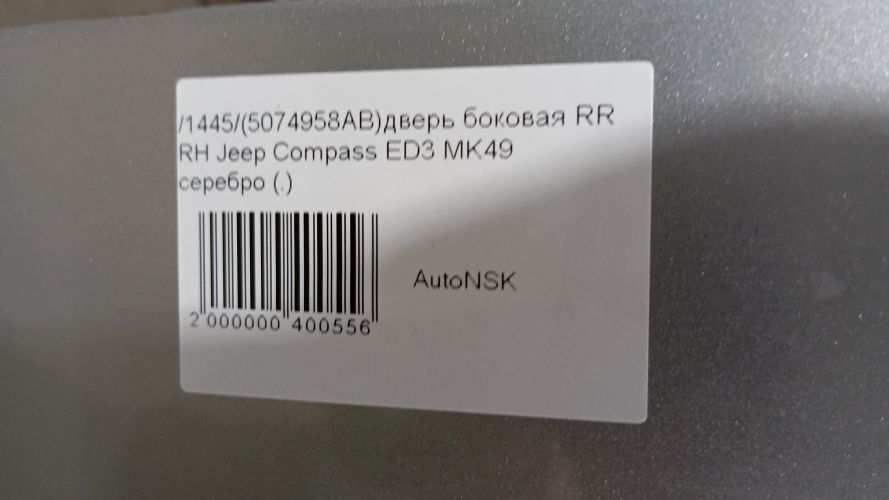 /1445/(5074958AB)дверь боковая RR
RH Jeep Compass ED3 MK49
серебро (.)
AutoNSK
2 000000 400556